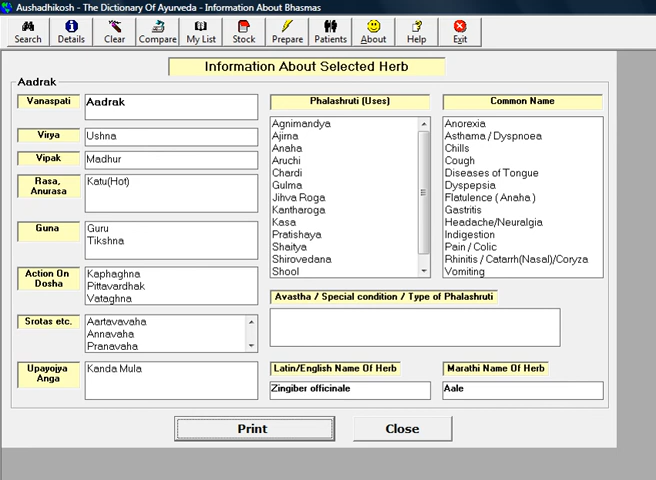 Aushadhikosh - The Dictionary Of Ayurveda - Information About Bhasmas
Search Details Clear Compare My List Stock Prepare Patients About Help Exit
Information About Selected Herb
Aadrak
Vanaspati
Aadrak
Virya
Ushna
Vipak
Madhur
Rasa,
Anurasa
Katu(Hot)
Guna
Guru
Tikshna
Action On
Dosha
Kaphaghna
Pittavardhak
Vataghna
Srotas etc.
Aartavavaha
Annavaha
Pranavaha
Upayojya
Anga
Kanda Mula
Phalashruti (Uses)
Agnimandya
Ajirna
Anaha
Aruchi
Chardi
Gulma
Jihva Roga
Kantharoga
Kasa
Pratishaya
Shaitya
Shirovedana
Shool
Common Name
Anorexia
Asthama / Dyspnoea
Chills
Cough
Diseases of Tongue
Dyspepsia
Flatulence ( Anaha )
Gastritis
Headache/Neuralgia
Indigestion
Pain / Colic
Rhinitis / Catarrh(Nasal)/Coryza
Vomiting
Avastha / Special condition / Type of Phalashruti
Latin/English Name Of Herb
Zingiber officinale
Marathi Name Of Herb
Aale
Print
Close